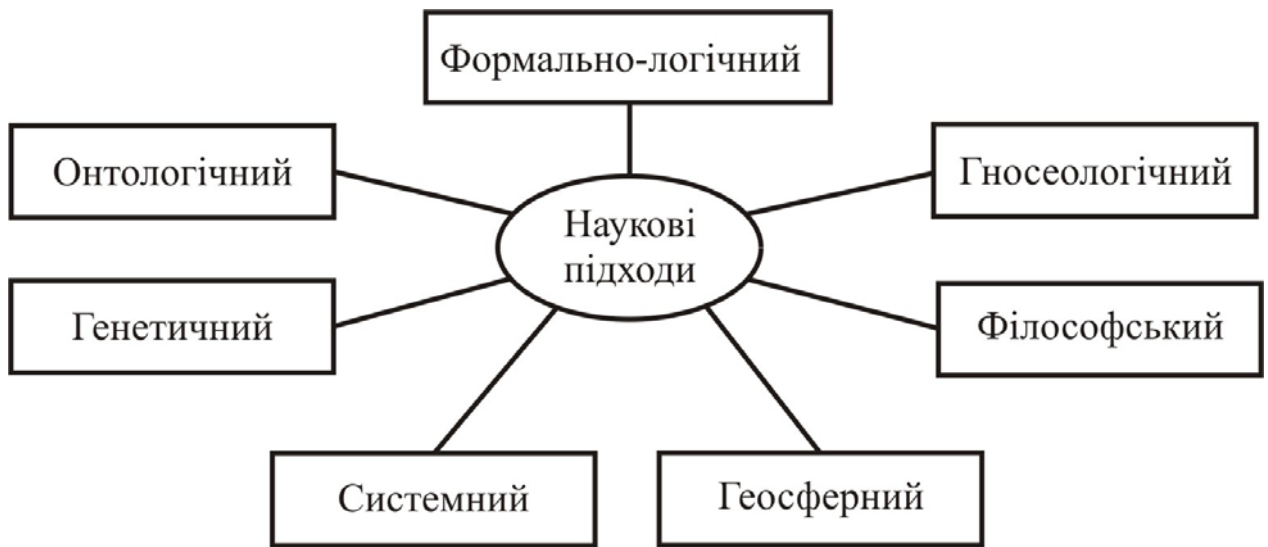 Формально-логічний
Онтологічний
Гносеологічний
Наукові
підходи
Генетичний
Філософський
Системний
Геосферний